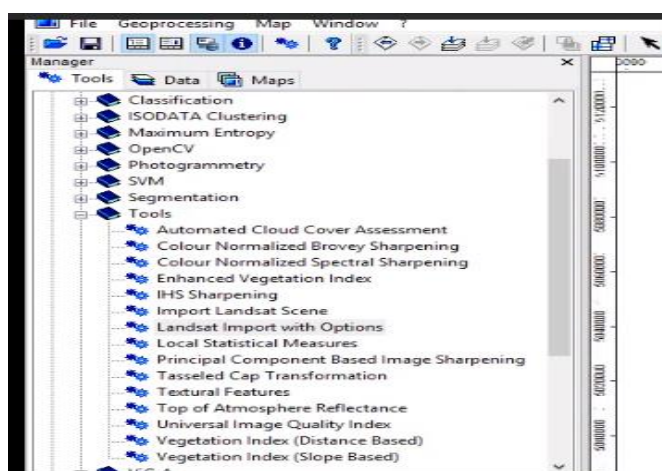 File Geoprocessing Map Window ?
Manager
Tools Data Maps
Classification
ISODATA Clustering
Maximum Entropy
OpenCV
Photogrammetry
SVM
Segmentation
Tools
Automated Cloud Cover Assessment
Colour Normalized Brovey Sharpening
Colour Normalized Spectral Sharpening
Enhanced Vegetation Index
IHS Sharpening
Import Landsat Scene
Landsat Import with Options
Local Statistical Measures
Principal Component Based Image Sharpening
Tasseled Cap Transformation
Textural Features
Top of Atmosphere Reflectance
Universal Image Quality Index
Vegetation Index (Distance Based)
Vegetation Index (Slope Based)